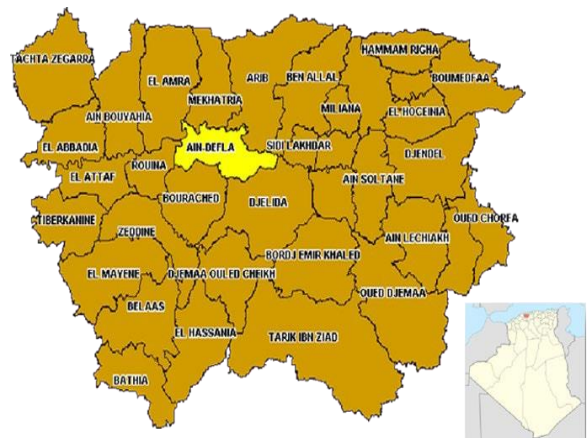 HAMMAM RIGHA
TACHTA ZEGARRA
EL AMRA
ARIB
BEN ALLAL
BOUMEDFAA
MEKHATRIA
MILIANA
EL HOCEINIA
AIN BOUYAHIA
EL ABBADIA
AIN-DEFLA
SIDI LAKHDAR
DJENDEL
ROUINA
EL ATTAF
AIN SOLTANE
BOURACHED
DJELIDA
TIBERKANINE
OUED CHORFA
ZEDDINE
AIN LECHIAKH
BORDJ EMIR KHALED
EL MAYENE
DJEMAA OULED CHEIKH
OUED DJEMAA
BELAAS
EL HASSANIA
TARIK IBN ZIAD
BATHIA